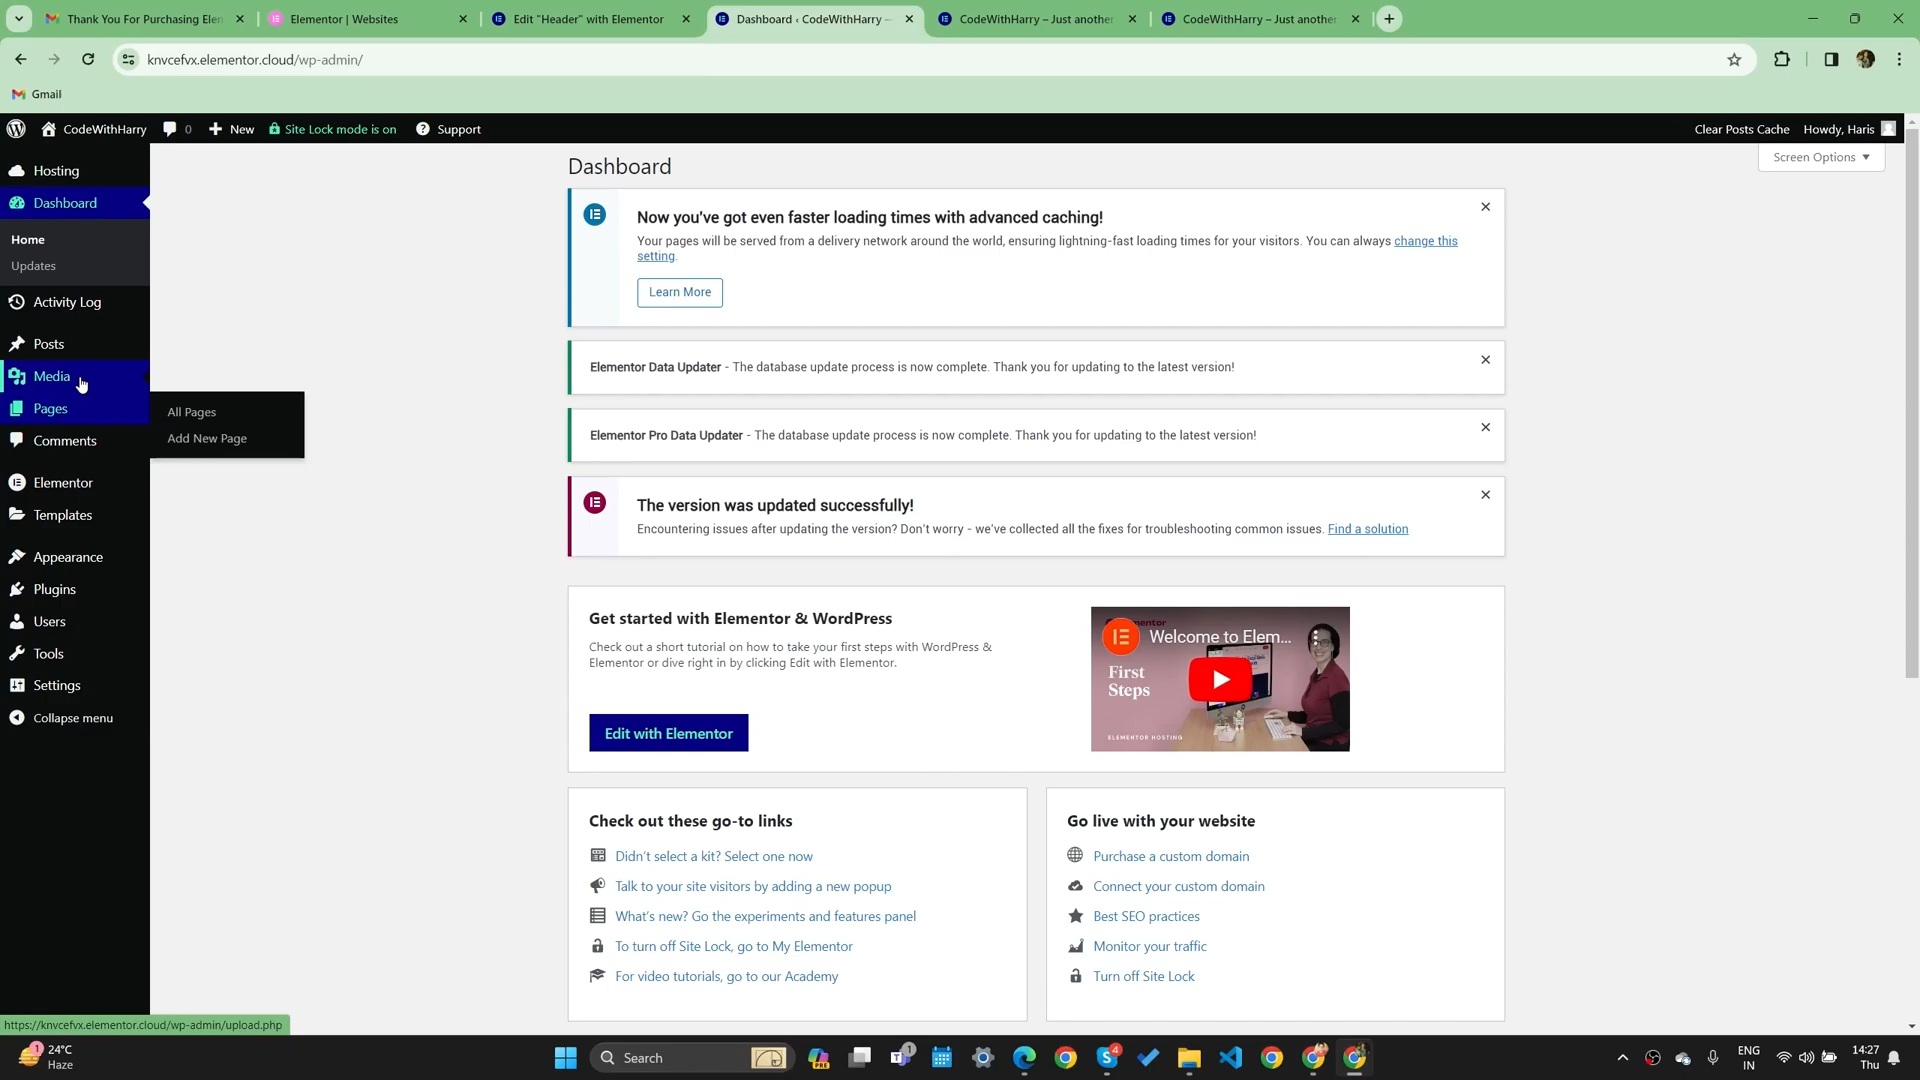 Thank You For Purchasing Elen
Elementor | Websites
Edit "Header" with Elementor
Dashboard ‹ CodeWithHarry —
CodeWithHarry – Just another
CodeWithHarry – Just another
knvcefvx.elementor.cloud/wp-admin/
Gmail
CodeWithHarry
0
New
Site Lock mode is on
Support
Clear Posts Cache
Howdy, Haris
Screen Options
Hosting
Dashboard
Home
Updates
Activity Log
Posts
Media
Pages
All Pages
Add New Page
Comments
Elementor
Templates
Appearance
Plugins
Users
Tools
Settings
Collapse menu
Dashboard
Now you've got even faster loading times with advanced caching!
Your pages will be served from a delivery network around the world, ensuring lightning-fast loading times for your visitors. You can always change this
setting.
Learn More
Elementor Data Updater - The database update process is now complete. Thank you for updating to the latest version!
Elementor Pro Data Updater - The database update process is now complete. Thank you for updating to the latest version!
The version was updated successfully!
Encountering issues after updating the version? Don't worry - we've collected all the fixes for troubleshooting common issues. Find a solution
Get started with Elementor & WordPress
Check out a short tutorial on how to take your first steps with WordPress &
Elementor or dive right in by clicking Edit with Elementor.
Edit with Elementor
Welcome to Elem...
First
Steps
ELEMENTOR HOSTING
Check out these go-to links
Didn't select a kit? Select one now
Talk to your site visitors by adding a new popup
What's new? Go the experiments and features panel
To turn off Site Lock, go to My Elementor
For video tutorials, go to our Academy
Go live with your website
Purchase a custom domain
Connect your custom domain
Best SEO practices
Monitor your traffic
Turn off Site Lock
https://knvcefvx.elementor.cloud/wp-admin/upload.php
1
24°C
Haze
Search
PRE
1
4
ENG
IN
14:27
Thu